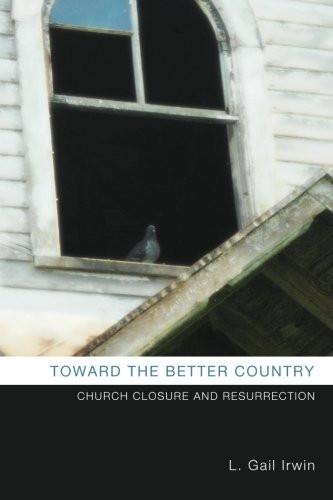 TOWARD THE BETTER COUNTRY
CHURCH CLOSURE AND RESURRECTION
L. Gail Irwin